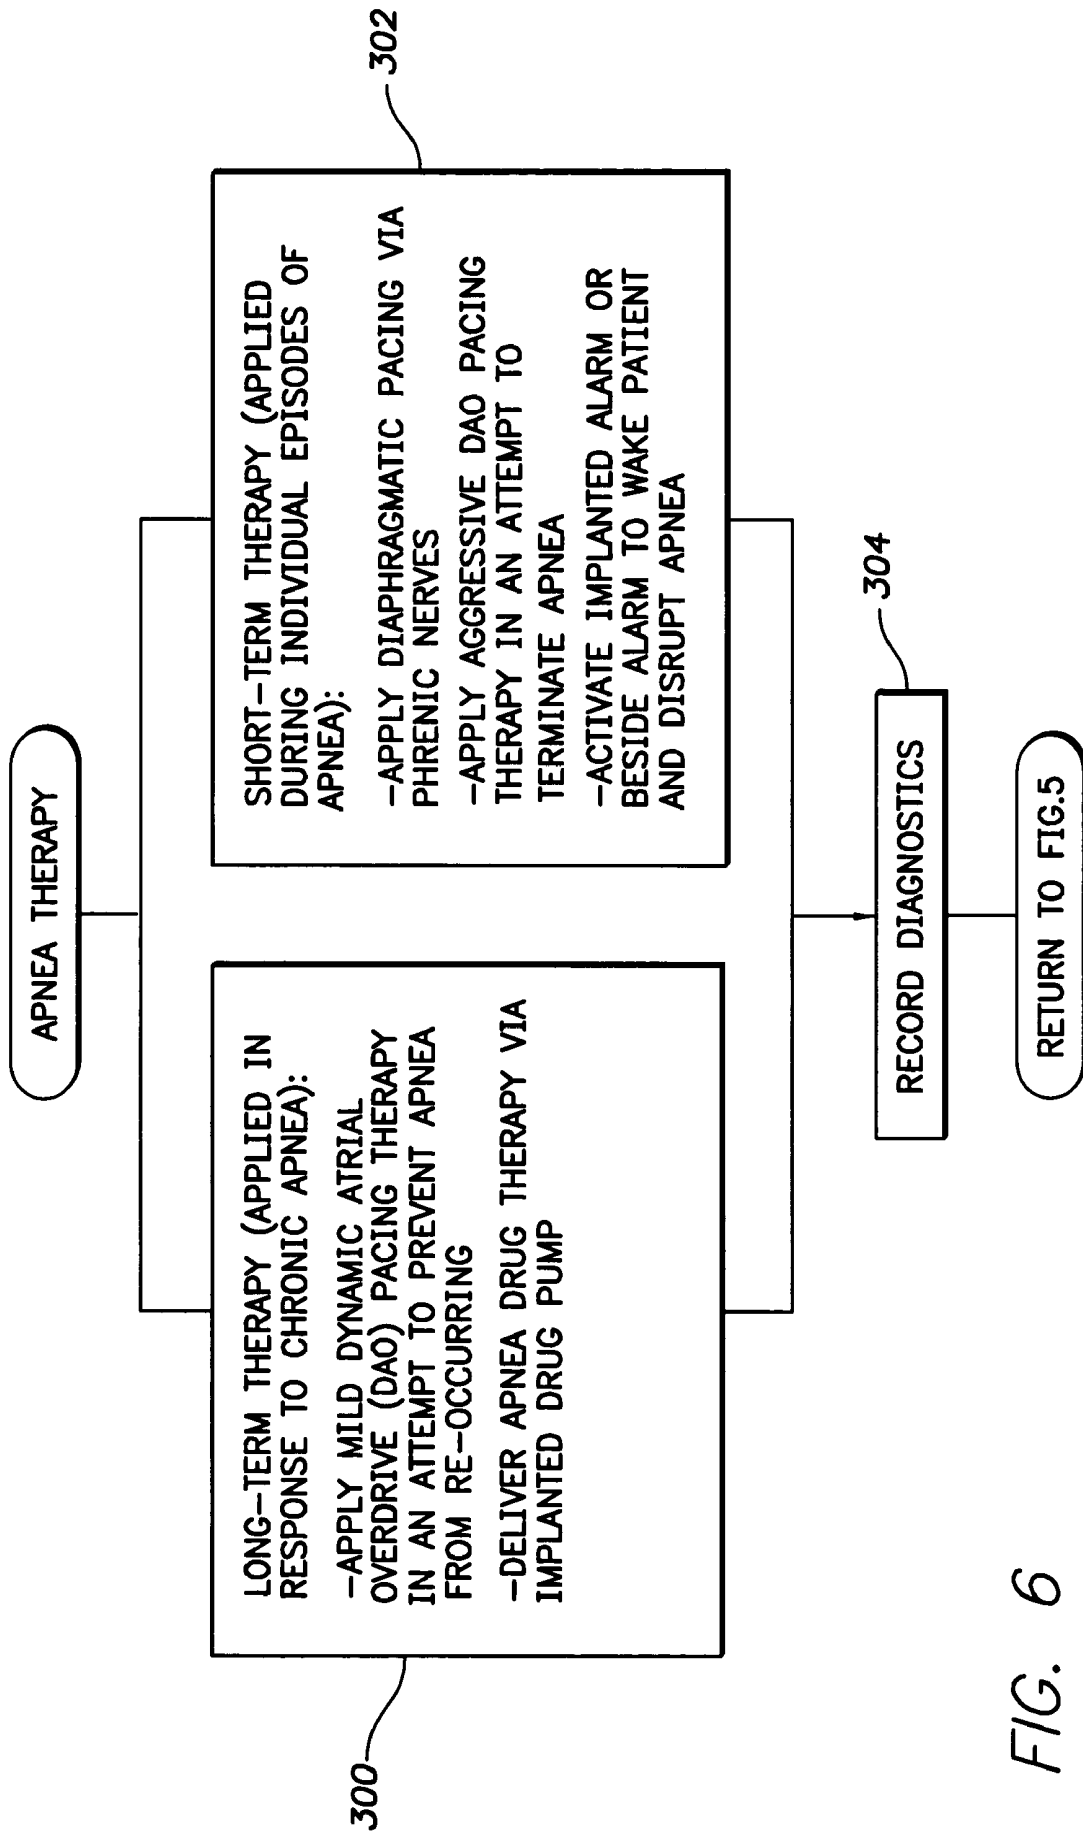 APNEA THERAPY
LONG-TERM THERAPY (APPLIED IN
RESPONSE TO CHRONIC APNEA):
-APPLY MILD DYNAMIC ATRIAL
OVERDRIVE (DAO) PACING THERAPY
IN AN ATTEMPT TO PREVENT APNEA
FROM RE-OCCURRING
-DELIVER APNEA DRUG THERAPY VIA
IMPLANTED DRUG PUMP
300
SHORT-TERM THERAPY (APPLIED
DURING INDIVIDUAL EPISODES OF
APNEA):
-APPLY DIAPHRAGMATIC PACING VIA
PHRENIC NERVES
-APPLY AGGRESSIVE DAO PACING
THERAPY IN AN ATTEMPT TO
TERMINATE APNEA
-ACTIVATE IMPLANTED ALARM OR
BESIDE ALARM TO WAKE PATIENT
AND DISRUPT APNEA
302
RECORD DIAGNOSTICS
304
RETURN TO FIG.5
FIG. 6